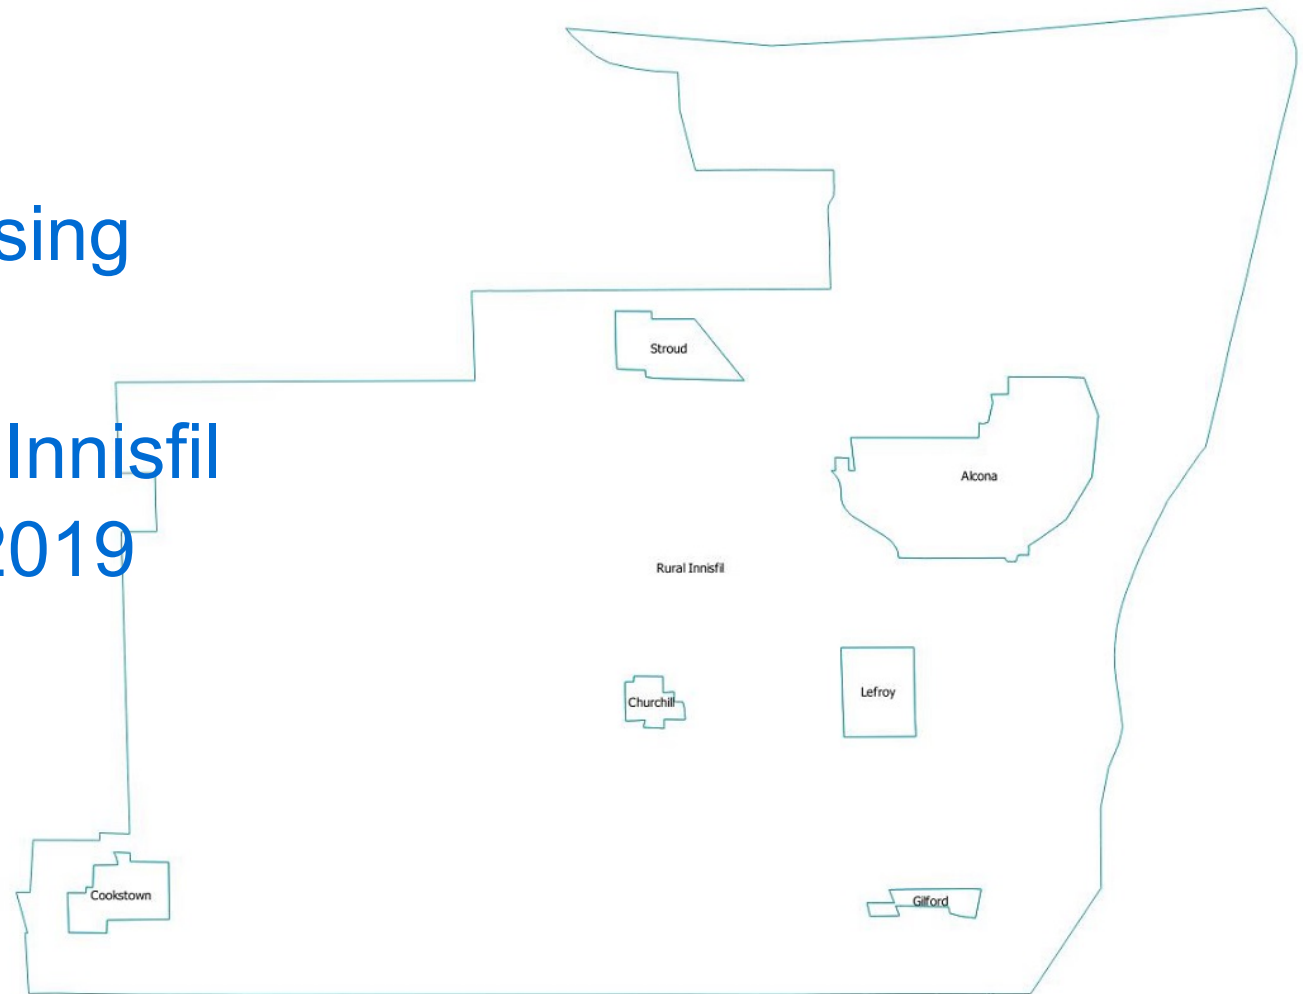 sing
Innisfil
2019
Stroud
Alcona
Rural Innisfil
Churchill
Lefroy
Cookstown
Gilford